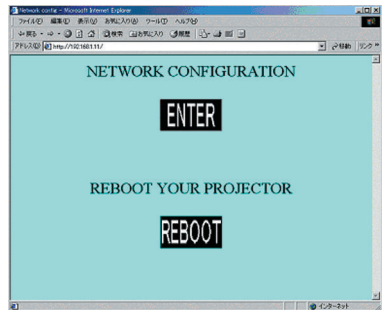 Network config - Microsoft Internet Explorer
ファイル(F) 編集(E) 表示(V) お気に入り(A) ツール(T) ヘルプ(H)
戻る 検索 お気に入り 履歴
アドレス(D) http://192.168.1.11/ 移動 リンク »
NETWORK CONFIGURATION
ENTER
REBOOT YOUR PROJECTOR
REBOOT
インターネット